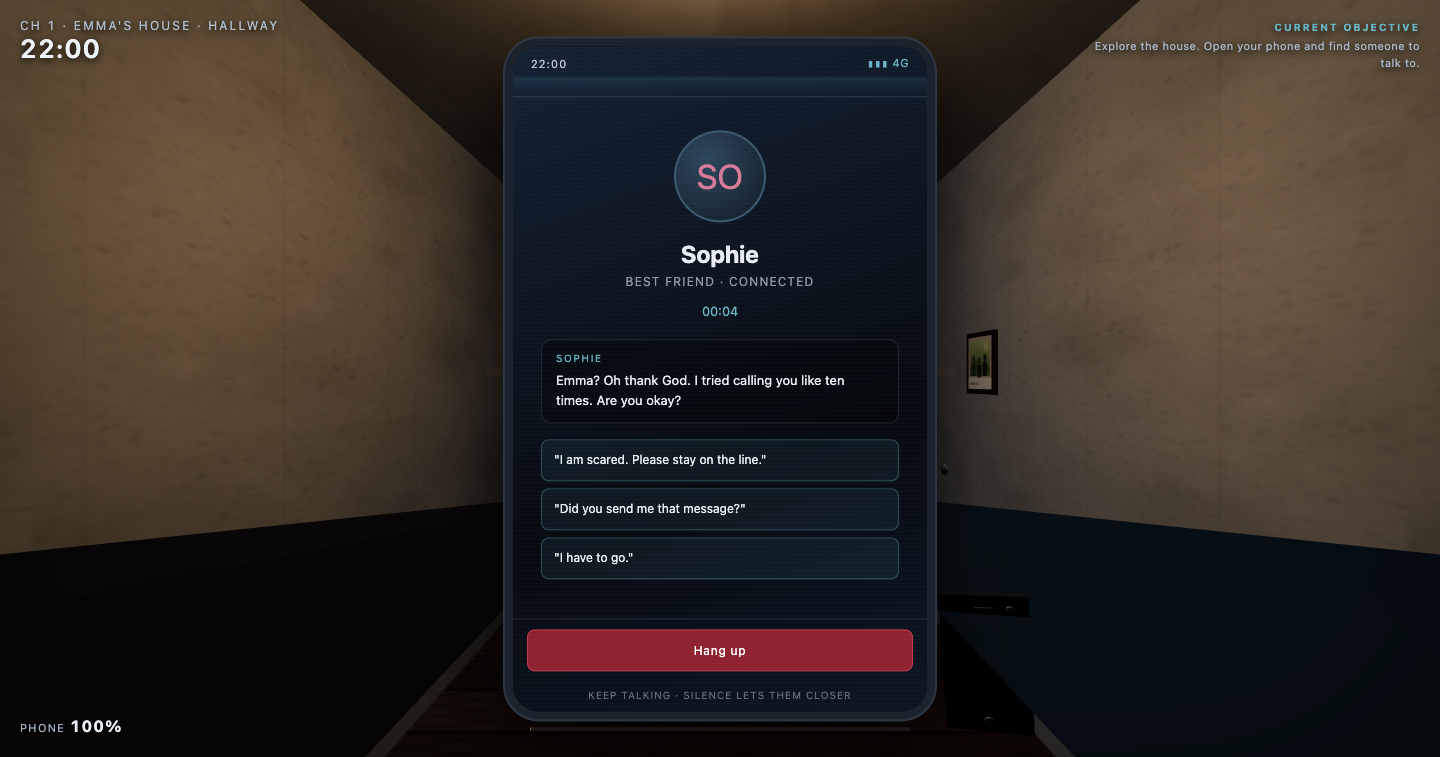 CH 1 · EMMA'S HOUSE · HALLWAY
22:00
CURRENT OBJECTIVE
Explore the house. Open your phone and find someone to
talk to.
22:00
4G
SO
Sophie
BEST FRIEND · CONNECTED
00:04
SOPHIE
Emma? Oh thank God. I tried calling you like ten
times. Are you okay?
"I am scared. Please stay on the line."
"Did you send me that message?"
"I have to go."
Hang up
KEEP TALKING · SILENCE LETS THEM CLOSER
PHONE 100%